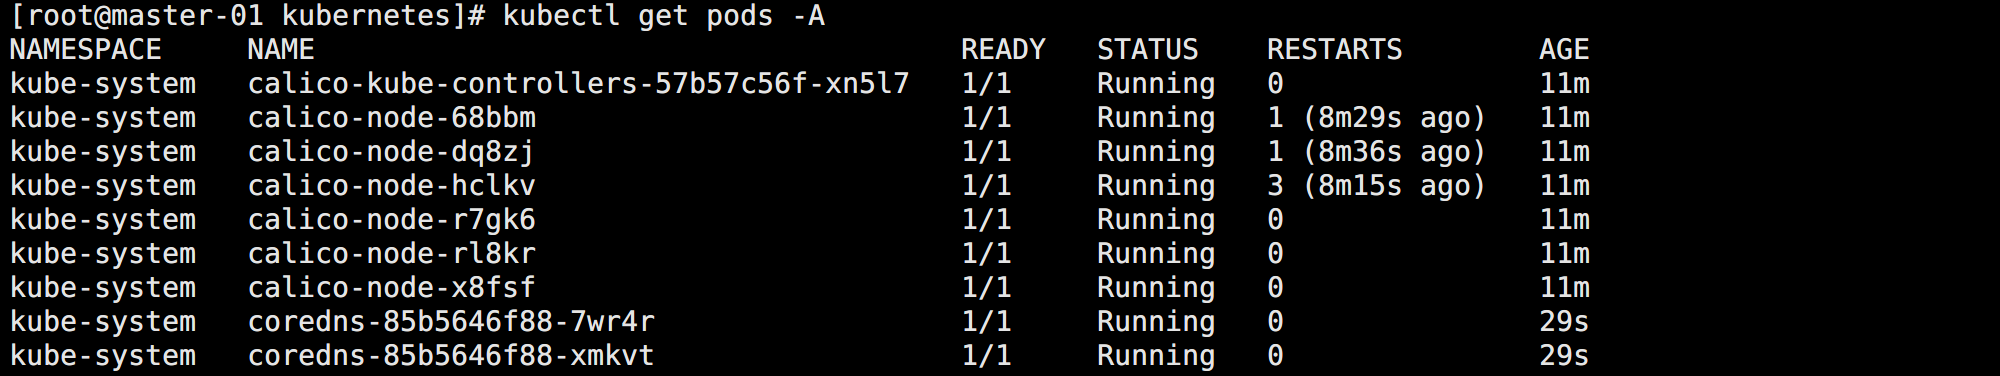 [root@master-01 kubernetes]# kubectl get pods -A
NAMESPACE     NAME                                      READY   STATUS    RESTARTS        AGE
kube-system   calico-kube-controllers-57b57c56f-xn5l7   1/1     Running   0               11m
kube-system   calico-node-68bbm                         1/1     Running   1 (8m29s ago)   11m
kube-system   calico-node-dq8zj                         1/1     Running   1 (8m36s ago)   11m
kube-system   calico-node-hclkv                         1/1     Running   3 (8m15s ago)   11m
kube-system   calico-node-r7gk6                         1/1     Running   0               11m
kube-system   calico-node-rl8kr                         1/1     Running   0               11m
kube-system   calico-node-x8fsf                         1/1     Running   0               11m
kube-system   coredns-85b5646f88-7wr4r                  1/1     Running   0               29s
kube-system   coredns-85b5646f88-xmkvt                  1/1     Running   0               29s